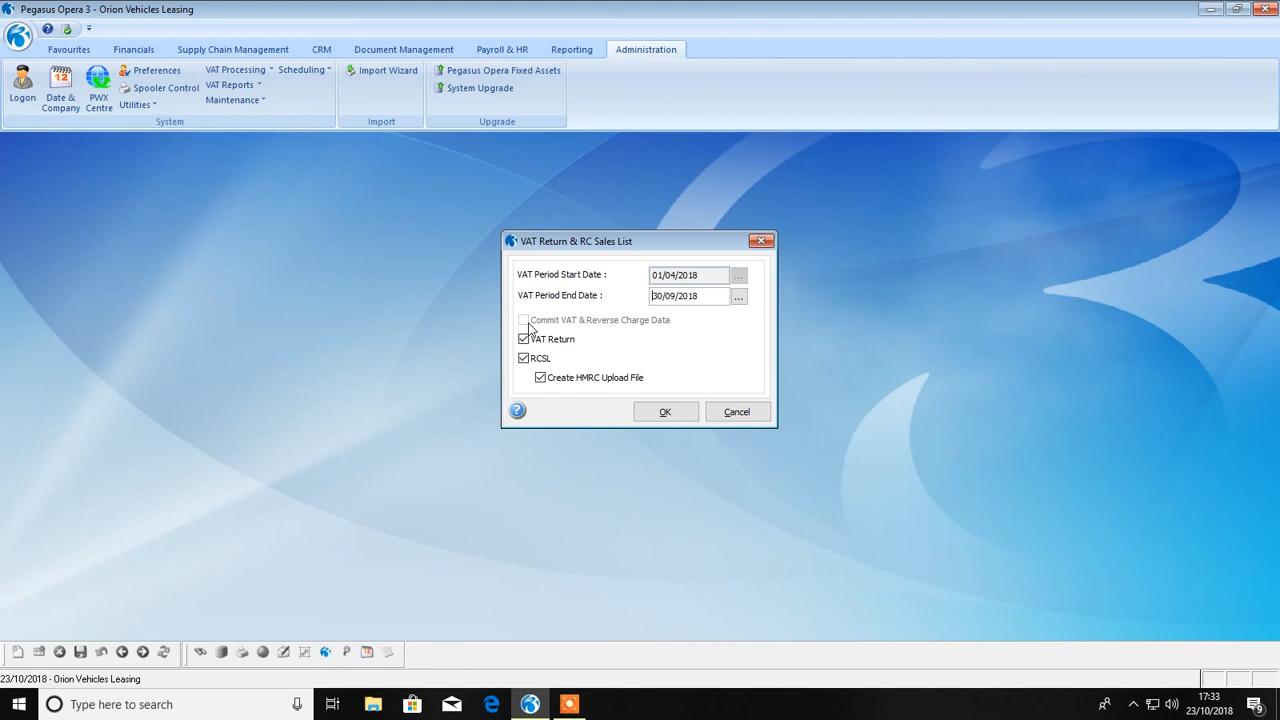 Pegasus Opera 3 - Orion Vehicles Leasing
Favourites Financials Supply Chain Management CRM Document Management Payroll & HR Reporting Administration
Logon
Date & Company
PWX Centre
Preferences
Spooler Control
Utilities
VAT Processing
VAT Reports
Maintenance
Scheduling
Import Wizard
Pegasus Opera Fixed Assets
System Upgrade
System Import Upgrade
VAT Return & RC Sales List
VAT Period Start Date : 01/04/2018 ...
VAT Period End Date : 30/09/2018 ...
Commit VAT & Reverse Charge Data
VAT Return
RCSL
Create HMRC Upload File
OK Cancel
23/10/2018 - Orion Vehicles Leasing
Type here to search
17:33
23/10/2018
9